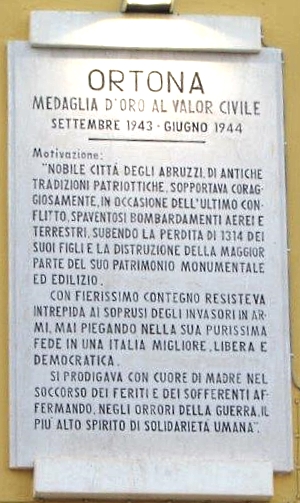 ORTONA
MEDAGLIA D'ORO AL VALOR CIVILE
SETTEMBRE 1943 - GIUGNO 1944
Motivazione:
"NOBILE CITTÁ DEGLI ABRUZZI, DI ANTICHE
TRADIZIONI PATRIOTTICHE, SOPPORTAVA CORAG-
GIOSAMENTE, IN OCCASIONE DELL'ULTIMO CON-
FLITTO, SPAVENTOSI BOMBARDAMENTI AEREI E
TERRESTRI, SUBENDO LA PERDITA DI 1314 DEI
SUOI FIGLI E LA DISTRUZIONE DELLA MAGGIOR
PARTE DEL SUO PATRIMONIO MONUMENTALE
ED EDILIZIO.
CON FIERISSIMO CONTEGNO RESISTEVA
INTREPIDA AI SOPRUSI DEGLI INVASORI IN AR-
MI, MAI PIEGANDO NELLA SUA PURISSIMA
FEDE IN UNA ITALIA MIGLIORE, LIBERA E
DEMOCRATICA.
SI PRODIGAVA CON CUORE DI MADRE NEL
SOCCORSO DEI FERITI E DEI SOFFERENTI AF-
FERMANDO, NEGLI ORRORI DELLA GUERRA, IL
PIU' ALTO SPIRITO DI SOLIDARIETÁ UMANA".